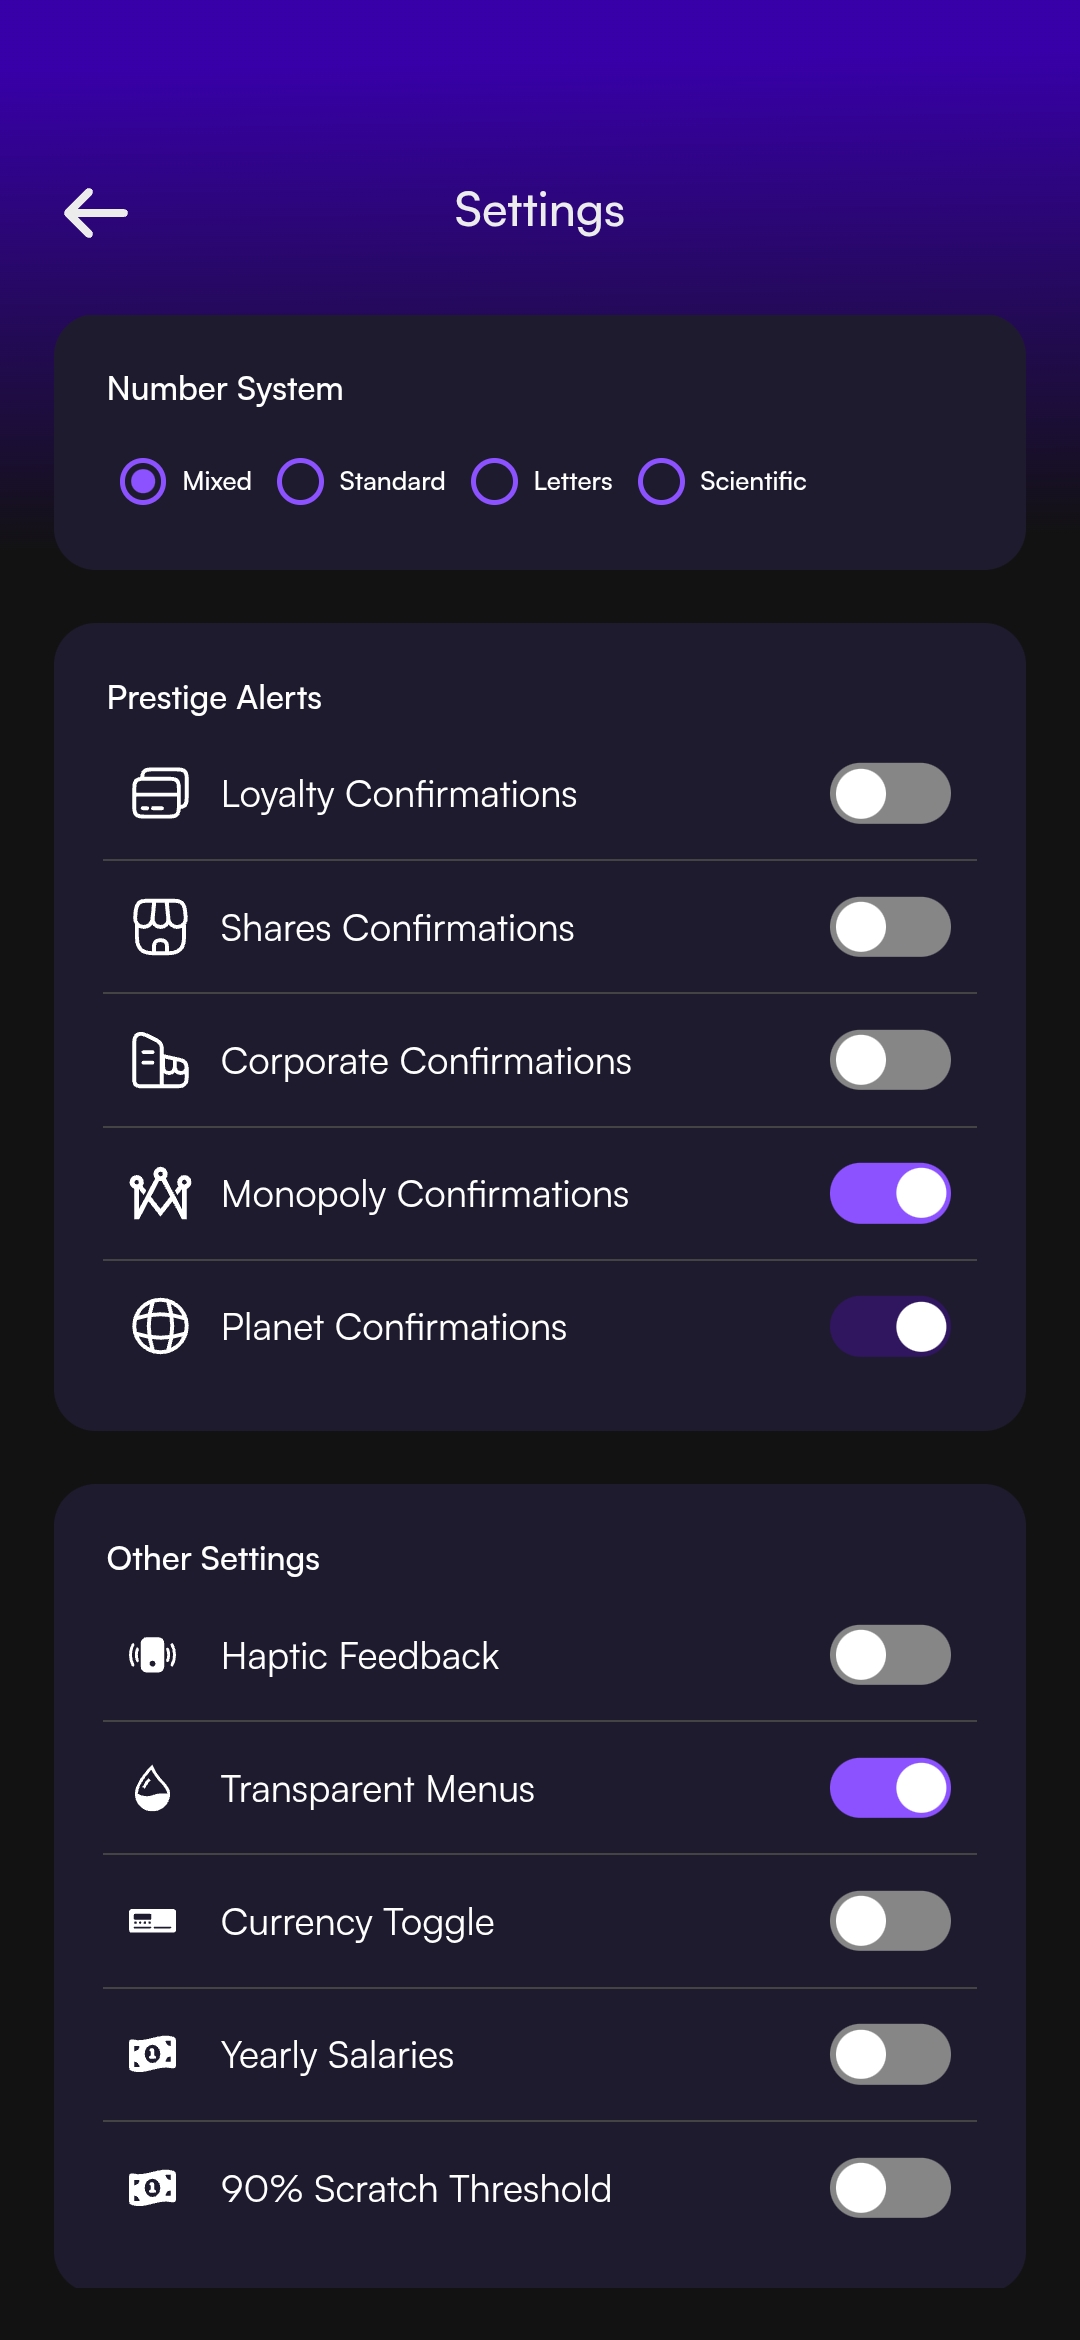 Settings
Number System
Mixed Standard Letters Scientific
Prestige Alerts
Loyalty Confirmations
Shares Confirmations
Corporate Confirmations
Monopoly Confirmations
Planet Confirmations
Other Settings
Haptic Feedback
Transparent Menus
Currency Toggle
Yearly Salaries
90% Scratch Threshold